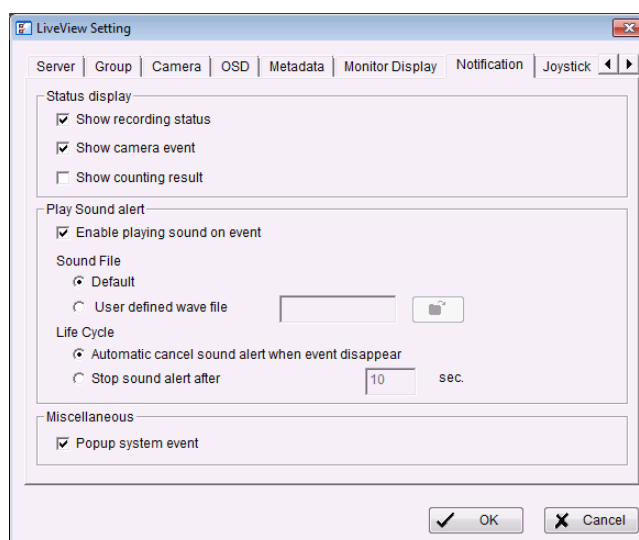 LiveView Setting
Server Group Camera OSD Metadata Monitor Display Notification Joystick
Status display
Show recording status
Show camera event
Show counting result
Play Sound alert
Enable playing sound on event
Sound File
Default
User defined wave file
Life Cycle
Automatic cancel sound alert when event disappear
Stop sound alert after 10 sec.
Miscellaneous
Popup system event
OK Cancel